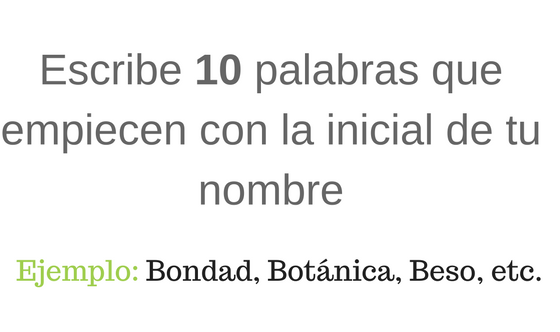 Escribe 10 palabras que
empiecen con la inicial de tu
nombre
Ejemplo: Bondad, Botánica, Beso, etc.